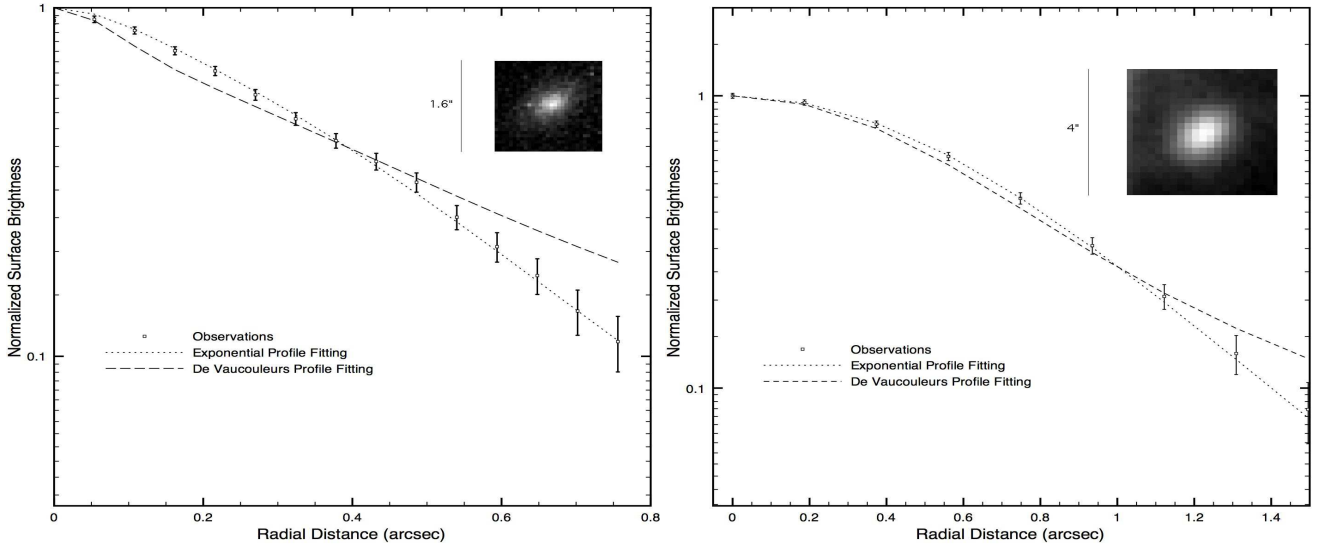 1
0.1
Normalized Surface Brightness
1.6"
Observations
Exponential Profile Fitting
De Vaucouleurs Profile Fitting
0
0.2
0.4
0.6
0.8
Radial Distance (arcsec)
1
0.1
Normalized Surface Brightness
4"
Observations
Exponential Profile Fitting
De Vaucouleurs Profile Fitting
0
0.2
0.4
0.6
0.8
1
1.2
1.4
Radial Distance (arcsec)